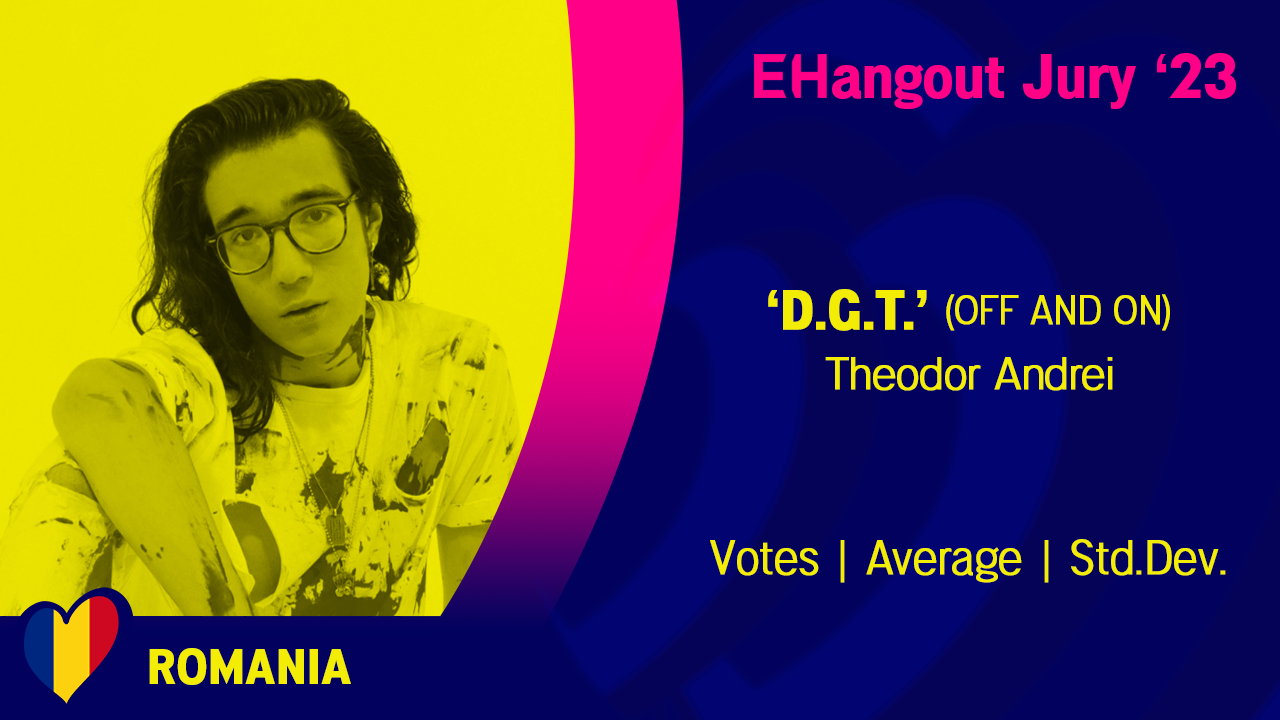 EHangout Jury ‘23
‘D.G.T.’ (OFF AND ON)
Theodor Andrei
Votes | Average | Std.Dev.
ROMANIA